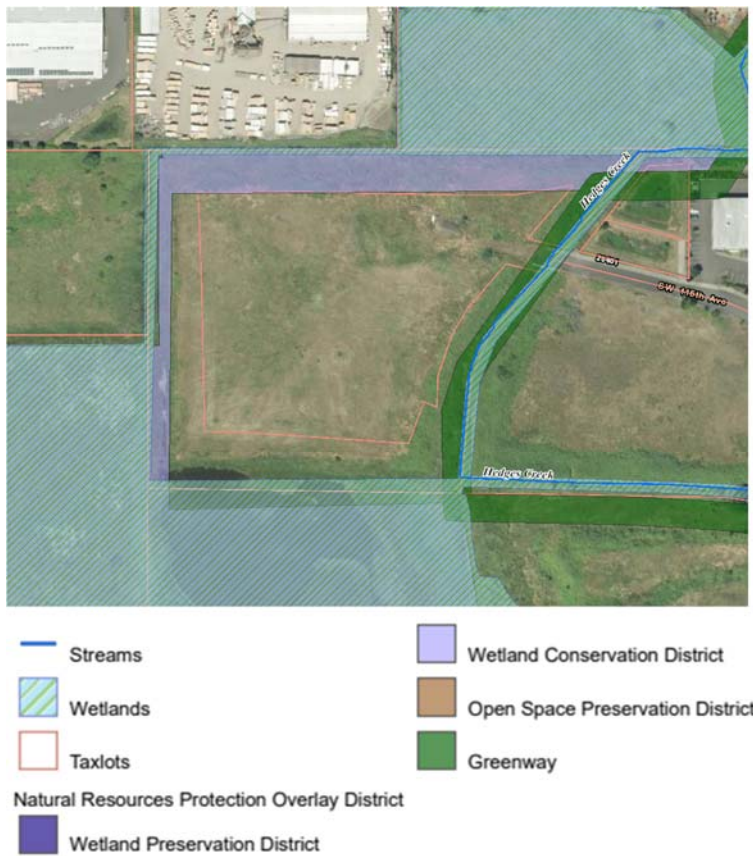 Hedges Creek
SW 116th Ave
Hedges Creek
Streams
Wetlands
Taxlots
Natural Resources Protection Overlay District
Wetland Preservation District
Wetland Conservation District
Open Space Preservation District
Greenway